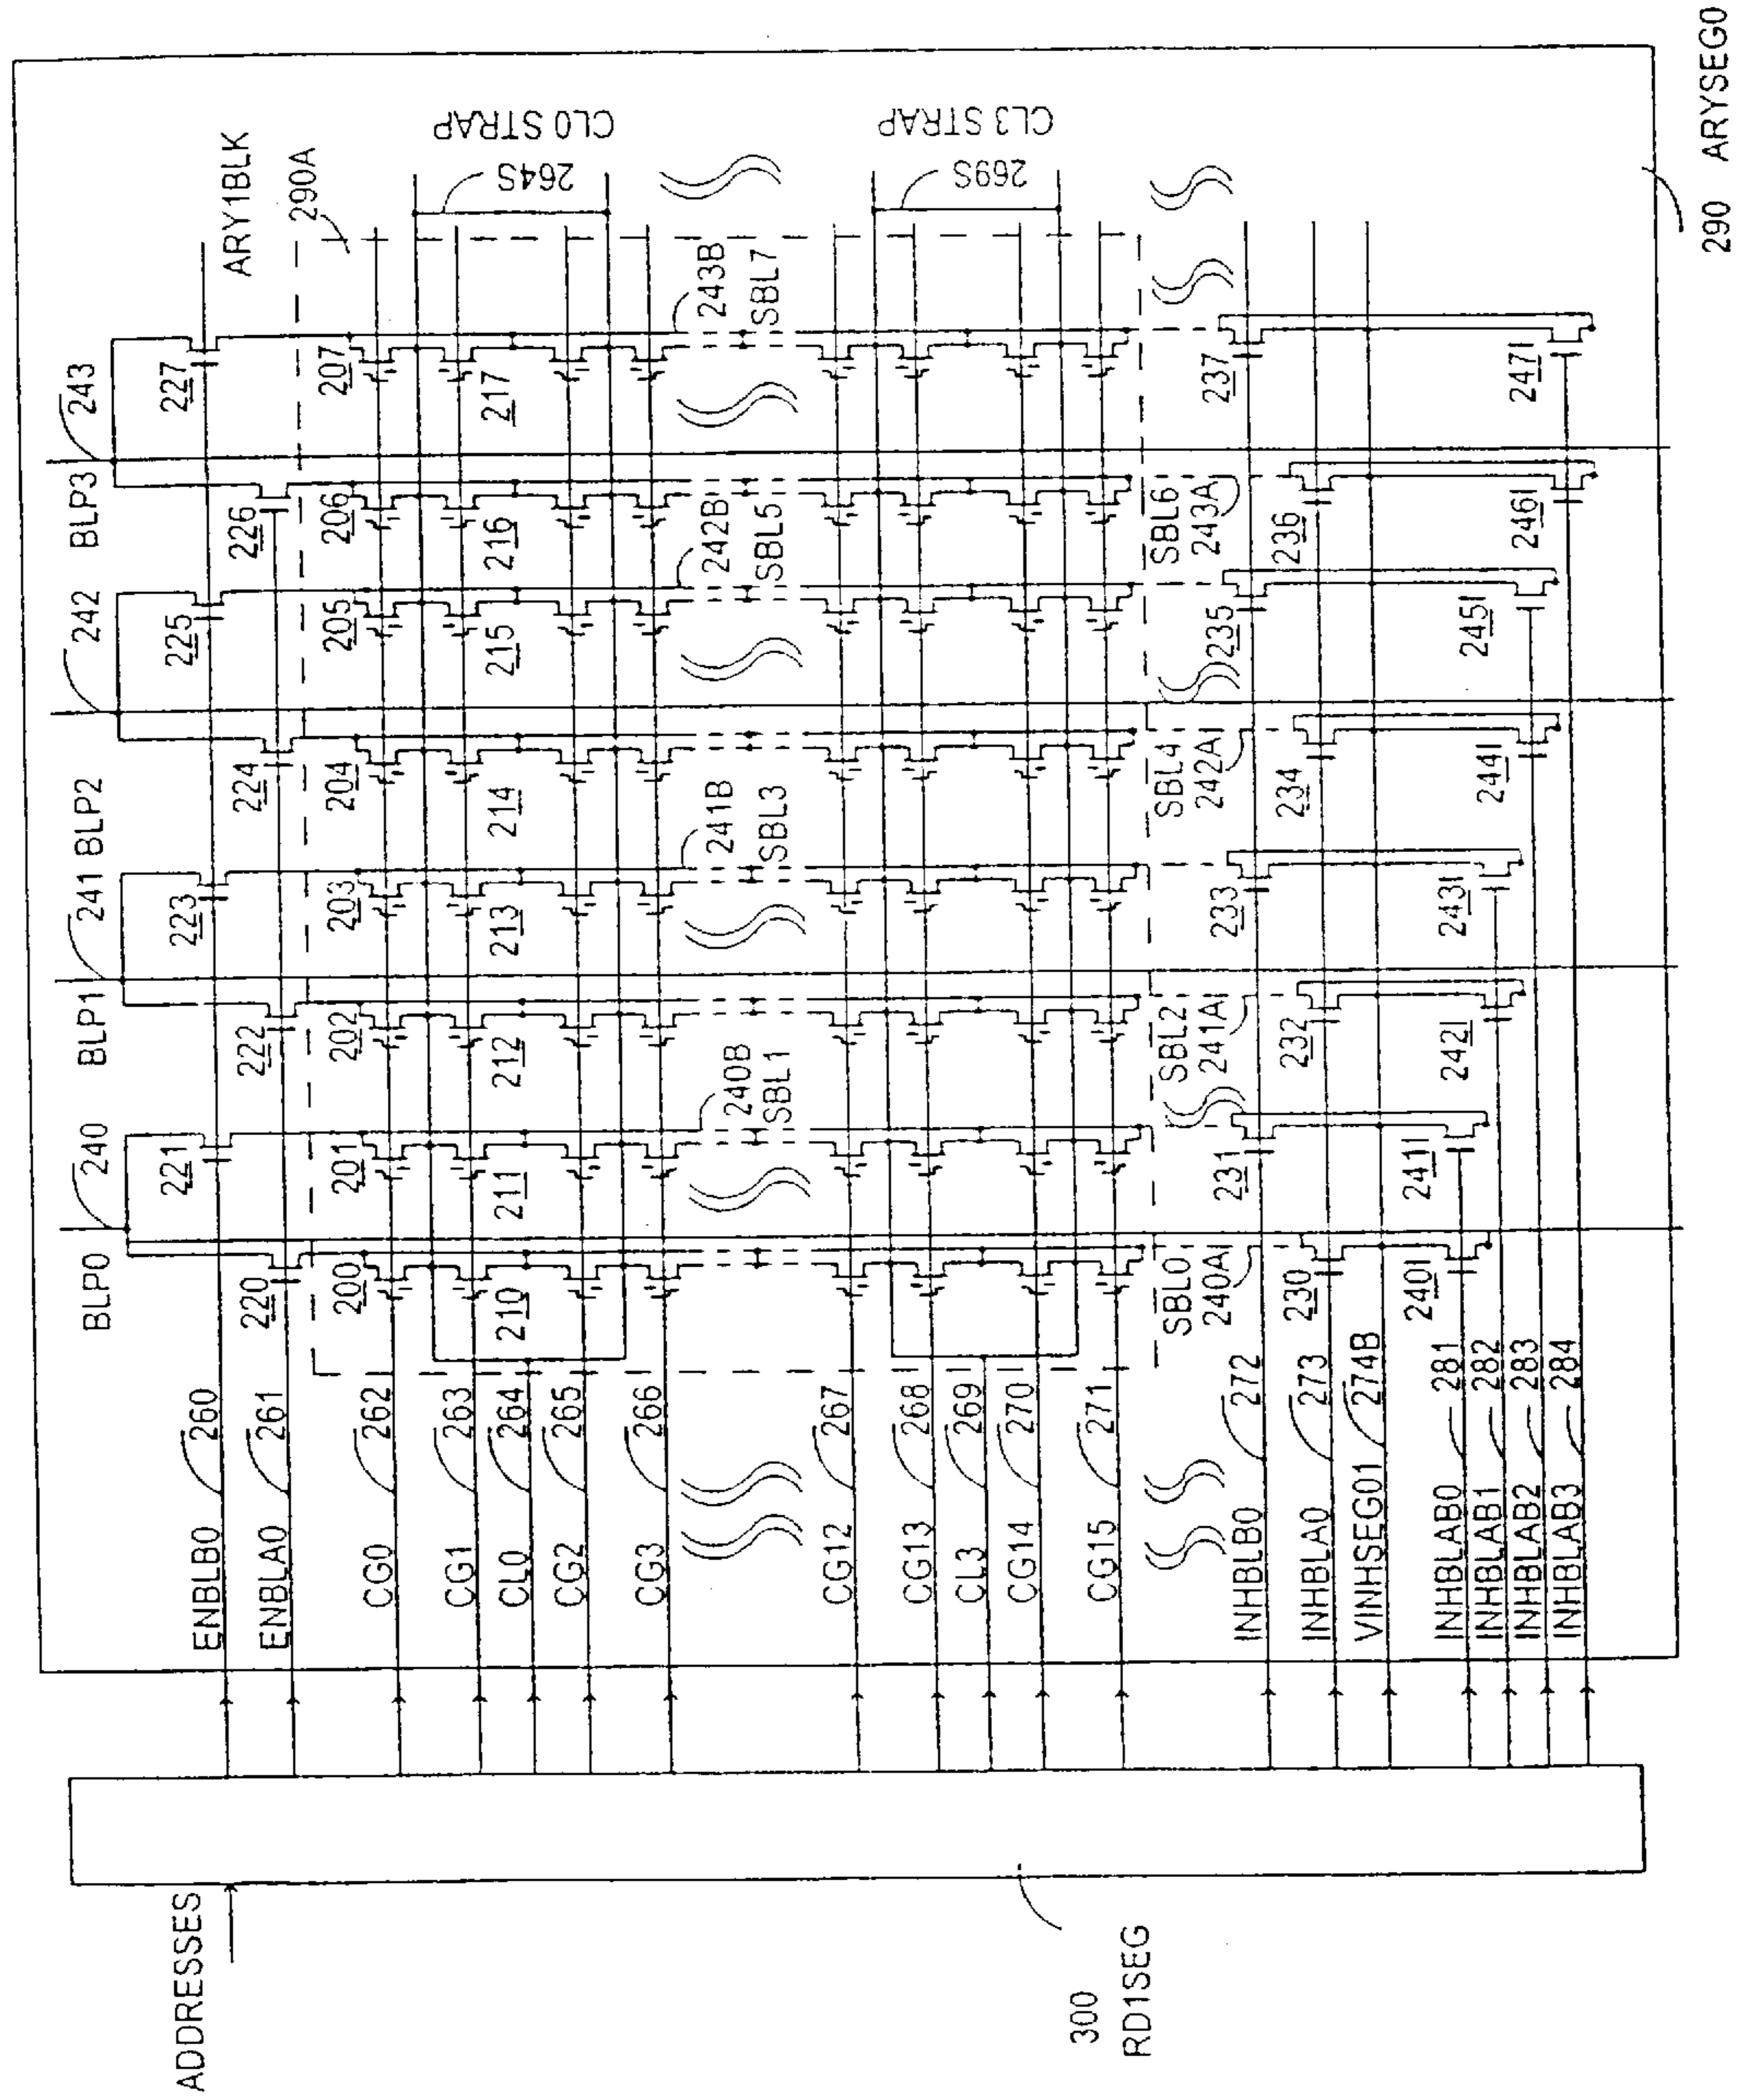 BLP0
240
BLP1
241 BLP2
242
BLP3
243
221
223
225
227
220
222
224
226
ARY1BLK
290A
ENBLB0
260
ENBLA0
261
200
201
202
203
204
205
206
207
CG0
262
CG1
263
CL0
264
CG2
265
CG3
266
210
211
212
213
214
215
216
217
264S
CL0 STRAP
240B
SBL1
241B
SBL3
242B
SBL5
243B
SBL7
CG12
267
CG13
268
CL3
269
CG14
270
CG15
271
269S
CL3 STRAP
SBL0
240A
SBL2
241A
SBL4
242A
SBL6
243A
INHBLB0
272
231
233
235
237
INHBLA0
273
230
232
234
236
VINHSEG01
274B
INHBLAB0
281
240I
241I
INHBLAB1
282
242I
243I
INHBLAB2
283
244I
245I
INHBLAB3
284
246I
247I
ADDRESSES
300
RD1SEG
290 ARYSEG0